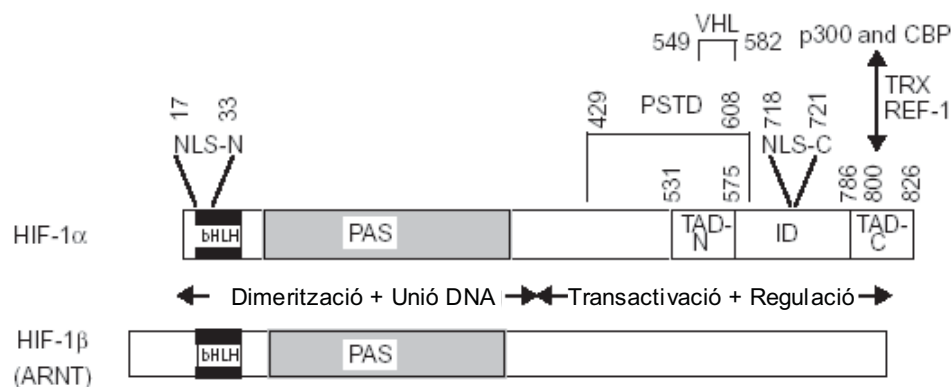 VHL
549 582 p300 and CBP
17 33 429 PSTD 608 718 721 TRX
REF-1
NLS-N NLS-C
531 575 786 800 826
HIF-1α bHLH PAS TAD-N ID TAD-C
Dimerització + Unió DNA Transactivació + Regulació
HIF-1β bHLH PAS
(ARNT)